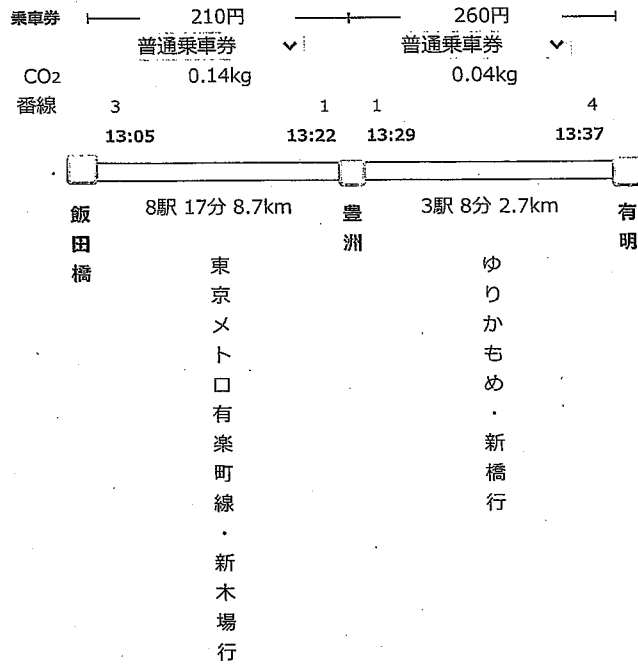 乗車券 210円 260円
普通乗車券 普通乗車券
CO2 0.14kg 0.04kg
番線 3 1 1 4
13:05 13:22 13:29 13:37
8駅 17分 8.7km 3駅 8分 2.7km
飯田橋
豊洲
有明
東京メトロ有楽町線・新木場行
ゆりかもめ・新橋行